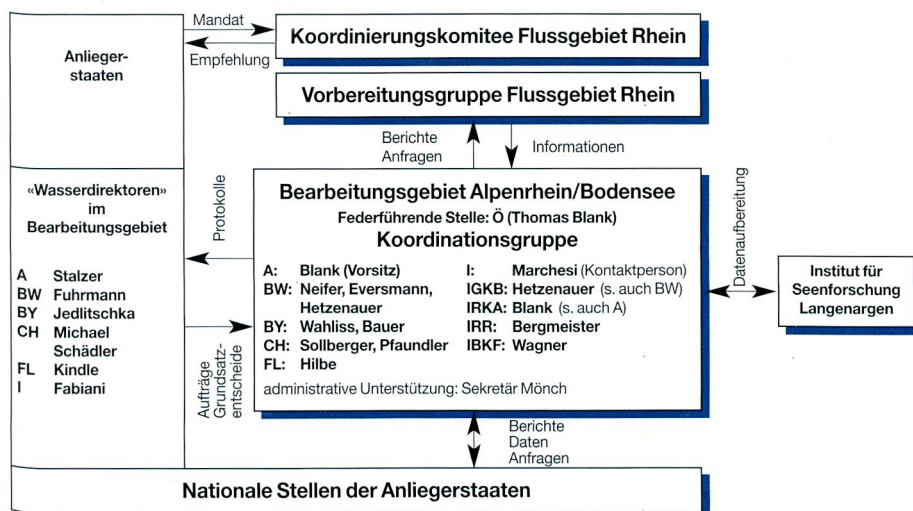 Anlieger-
staaten
Mandat
Empfehlung
Koordinierungskomitee Flussgebiet Rhein
Vorbereitungsgruppe Flussgebiet Rhein
Berichte
Anfragen
Informationen
«Wasserdirektoren»
im
Bearbeitungsgebiet
A Stalzer
BW Fuhrmann
BY Jedlitschka
CH Michael
Schädler
FL Kindle
I Fabiani
Protokolle
Aufträge
Grundsatz-
entscheide
Bearbeitungsgebiet Alpenrhein/Bodensee
Federführende Stelle: Ö (Thomas Blank)
Koordinationsgruppe
A: Blank (Vorsitz)
BW: Neifer, Eversmann,
Hetzenauer
BY: Wahliss, Bauer
CH: Sollberger, Pfaundler
FL: Hilbe
I: Marchesi (Kontaktperson)
IGKB: Hetzenauer (s. auch BW)
IRKA: Blank (s. auch A)
IRR: Bergmeister
IBKF: Wagner
administrative Unterstützung: Sekretär Mönch
Datenaufbereitung
Institut für
Seenforschung
Langenargen
Berichte
Daten
Anfragen
Nationale Stellen der Anliegerstaaten